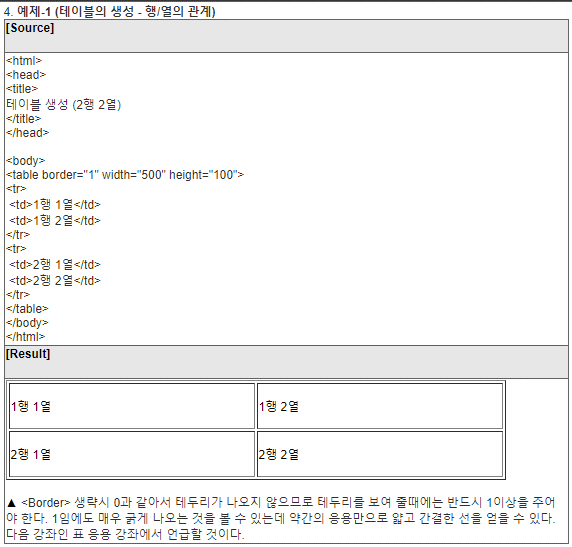 4. 예제-1 (테이블의 생성 - 행/열의 관계)
[Source]
<html>
<head>
<title>
테이블 생성 (2행 2열)
</title>
</head>
<body>
<table border="1" width="500" height="100">
<tr>
<td>1행 1열</td>
<td>1행 2열</td>
</tr>
<tr>
<td>2행 1열</td>
<td>2행 2열</td>
</tr>
</table>
</body>
</html>
[Result]
1행 1열 1행 2열
2행 1열 2행 2열
▲ <Border> 생략시 0과 같아서 테두리가 나오지 않으므로 테두리를 보여 줄때에는 반드시 1이상을 주어
야 한다. 1임에도 매우 굵게 나오는 것을 볼 수 있는데 약간의 응용만으로 얇고 간결한 선을 얻을 수 있다.
다음 강좌인 표 응용 강좌에서 언급할 것이다.